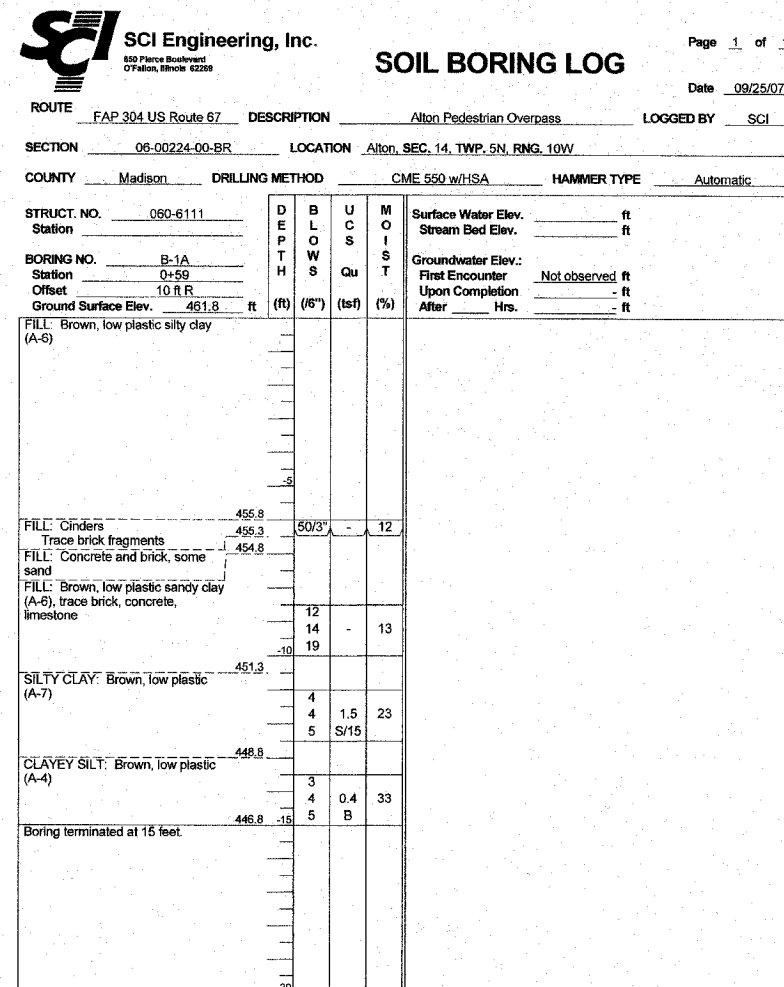 SCI
SCI Engineering, Inc.
650 Pierce Boulevard
O'Fallon, Illinois 62269
SOIL BORING LOG
Page 1 of
Date 09/25/07
ROUTE FAP 304 US Route 67 DESCRIPTION Alton Pedestrian Overpass LOGGED BY SCI
SECTION 06-00224-00-BR LOCATION Alton, SEC. 14, TWP. 5N, RNG. 10W
COUNTY Madison DRILLING METHOD CME 550 w/HSA HAMMER TYPE Automatic
STRUCT. NO. 060-6111
Station
BORING NO. B-1A
Station 0+59
Offset 10 ft R
Ground Surface Elev. 461.8 ft
DEPTH (ft)
BLOWS (/6")
UCS Qu (tsf)
MOIST (%)
Surface Water Elev. ft
Stream Bed Elev. ft
Groundwater Elev.:
First Encounter Not observed ft
Upon Completion - ft
After Hrs. - ft
FILL: Brown, low plastic silty clay
(A-6)
-5
455.8
FILL: Cinders 455.3 50/3" - 12
Trace brick fragments
454.8
FILL: Concrete and brick, some
sand
FILL: Brown, low plastic sandy clay
(A-6), trace brick, concrete,
limestone
12
14 - 13
-10 19
451.3
SILTY CLAY: Brown, low plastic
(A-7)
4
4 1.5 23
5 S/15
448.8
CLAYEY SILT: Brown, low plastic
(A-4)
3
4 0.4 33
446.8 -15 5 B
Boring terminated at 15 feet.